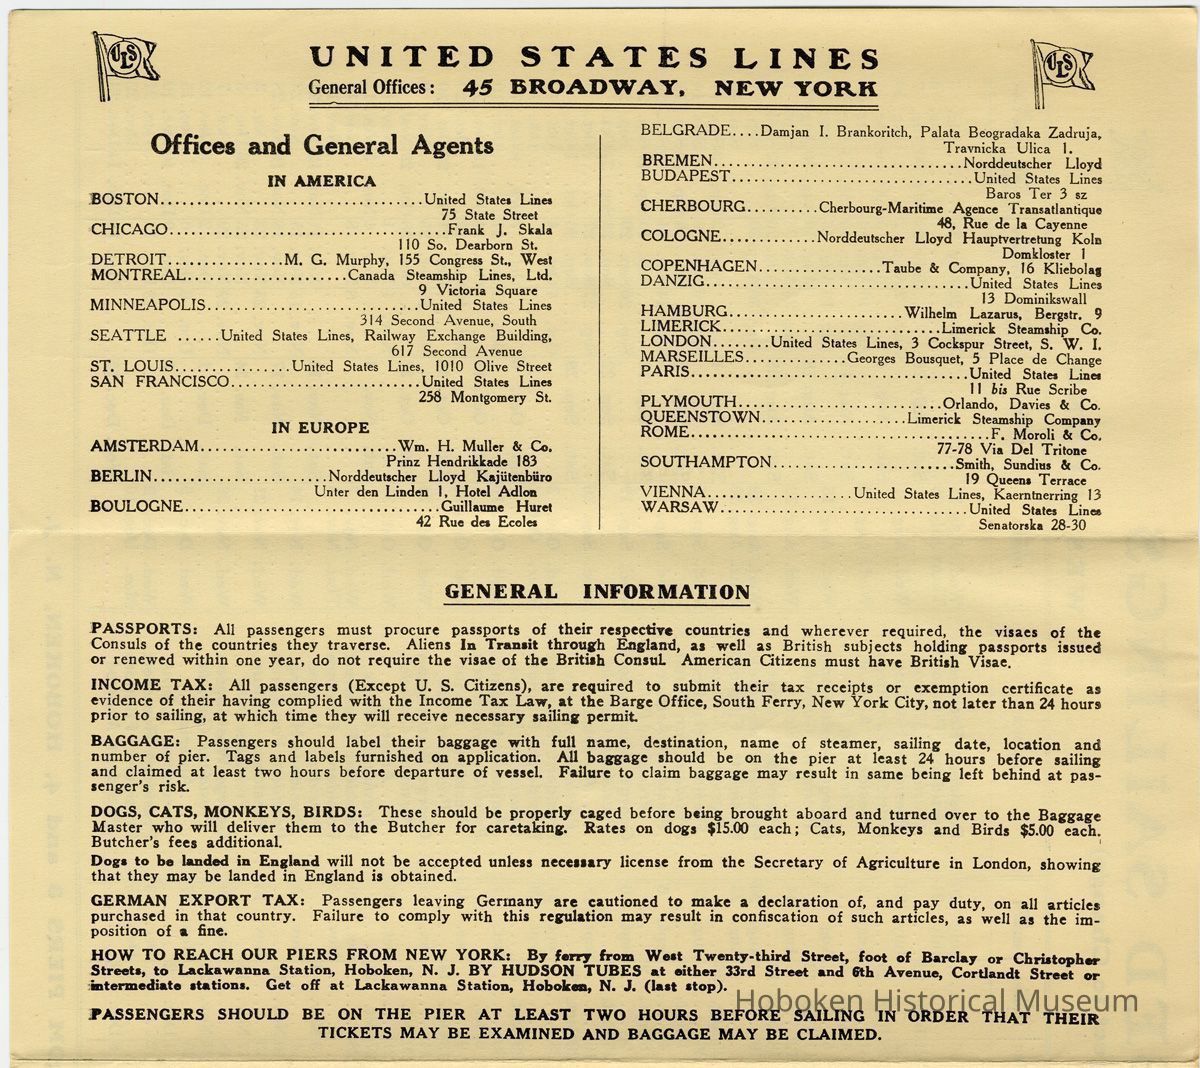 ULS
UNITED STATES LINES
ULS
General Offices: 45 BROADWAY, NEW YORK
Offices and General Agents
IN AMERICA
BOSTON................................United States Lines
75 State Street
CHICAGO..................................Frank J. Skala
110 So. Dearborn St.
DETROIT...............M. G. Murphy, 155 Congress St., West
MONTREAL....................Canada Steamship Lines, Ltd.
9 Victoria Square
MINNEAPOLIS..........................United States Lines
314 Second Avenue, South
SEATTLE ......United States Lines, Railway Exchange Building,
617 Second Avenue
ST. LOUIS...............United States Lines, 1010 Olive Street
SAN FRANCISCO.......................United States Lines
258 Montgomery St.
IN EUROPE
AMSTERDAM........................Wm. H. Muller & Co.
Prinz Hendrikkade 183
BERLIN......................Norddeutscher Lloyd Kajütenbüro
Unter den Linden 1, Hotel Adlon
BOULOGNE...............................Guillaume Huret
42 Rue des Ecoles
BELGRADE....Damjan I. Brankoritch, Palata Beogradaka Zadruja,
Travnicka Ulica 1.
BREMEN..............................Norddeutscher Lloyd
BUDAPEST.............................United States Lines
Baros Ter 3 sz
CHERBOURG..........Cherbourg-Maritime Agence Transatlantique
48, Rue de la Cayenne
COLOGNE............Norddeutscher Lloyd Hauptvertretung Koln
Domkloster 1
COPENHAGEN...............Taube & Company, 16 Kliebolag
DANZIG................................United States Lines
13 Dominikswall
HAMBURG.....................Wilhelm Lazarus, Bergstr. 9
LIMERICK...........................Limerick Steamship Co.
LONDON.......United States Lines, 3 Cockspur Street, S. W. I.
MARSEILLES............Georges Bousquet, 5 Place de Change
PARIS..................................United States Lines
11 bis Rue Scribe
PLYMOUTH.........................Orlando, Davies & Co.
QUEENSTOWN..................Limerick Steamship Company
ROME....................................F. Moroli & Co.
77-78 Via Del Tritone
SOUTHAMPTON......................Smith, Sundius & Co.
19 Queens Terrace
VIENNA..................United States Lines, Kaerntnerring 13
WARSAW..............................United States Lines
Senatorska 28-30
GENERAL INFORMATION
PASSPORTS: All passengers must procure passports of their respective countries and wherever required, the visaes of the
Consuls of the countries they traverse. Aliens In Transit through England, as well as British subjects holding passports issued
or renewed within one year, do not require the visae of the British Consul. American Citizens must have British Visae.
INCOME TAX: All passengers (Except U. S. Citizens), are required to submit their tax receipts or exemption certificate as
evidence of their having complied with the Income Tax Law, at the Barge Office, South Ferry, New York City, not later than 24 hours
prior to sailing, at which time they will receive necessary sailing permit.
BAGGAGE: Passengers should label their baggage with full name, destination, name of steamer, sailing date, location and
number of pier. Tags and labels furnished on application. All baggage should be on the pier at least 24 hours before sailing
and claimed at least two hours before departure of vessel. Failure to claim baggage may result in same being left behind at pas-
senger's risk.
DOGS, CATS, MONKEYS, BIRDS: These should be properly caged before being brought aboard and turned over to the Baggage
Master who will deliver them to the Butcher for caretaking. Rates on dogs $15.00 each; Cats, Monkeys and Birds $5.00 each.
Butcher's fees additional.
Dogs to be landed in England will not be accepted unless necessary license from the Secretary of Agriculture in London, showing
that they may be landed in England is obtained.
GERMAN EXPORT TAX: Passengers leaving Germany are cautioned to make a declaration of, and pay duty, on all articles
purchased in that country. Failure to comply with this regulation may result in confiscation of such articles, as well as the im-
position of a fine.
HOW TO REACH OUR PIERS FROM NEW YORK: By ferry from West Twenty-third Street, foot of Barclay or Christopher
Streets, to Lackawanna Station, Hoboken, N. J. BY HUDSON TUBES at either 33rd Street and 6th Avenue, Cortlandt Street or
intermediate stations. Get off at Lackawanna Station, Hoboken, N. J. (last stop).
Hoboken Historical Museum
PASSENGERS SHOULD BE ON THE PIER AT LEAST TWO HOURS BEFORE SAILING IN ORDER THAT THEIR
TICKETS MAY BE EXAMINED AND BAGGAGE MAY BE CLAIMED.